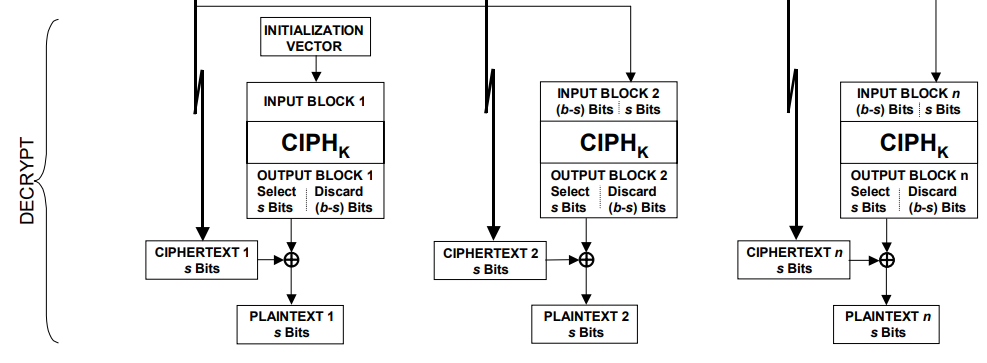 DECRYPT
INITIALIZATION
VECTOR
INPUT BLOCK 1
CIPHK
OUTPUT BLOCK 1
Select Discard
s Bits (b-s) Bits
CIPHERTEXT 1
s Bits
PLAINTEXT 1
s Bits
INPUT BLOCK 2
(b-s) Bits s Bits
CIPHK
OUTPUT BLOCK 2
Select Discard
s Bits (b-s) Bits
CIPHERTEXT 2
s Bits
PLAINTEXT 2
s Bits
INPUT BLOCK n
(b-s) Bits s Bits
CIPHK
OUTPUT BLOCK n
Select Discard
s Bits (b-s) Bits
CIPHERTEXT n
s Bits
PLAINTEXT n
s Bits